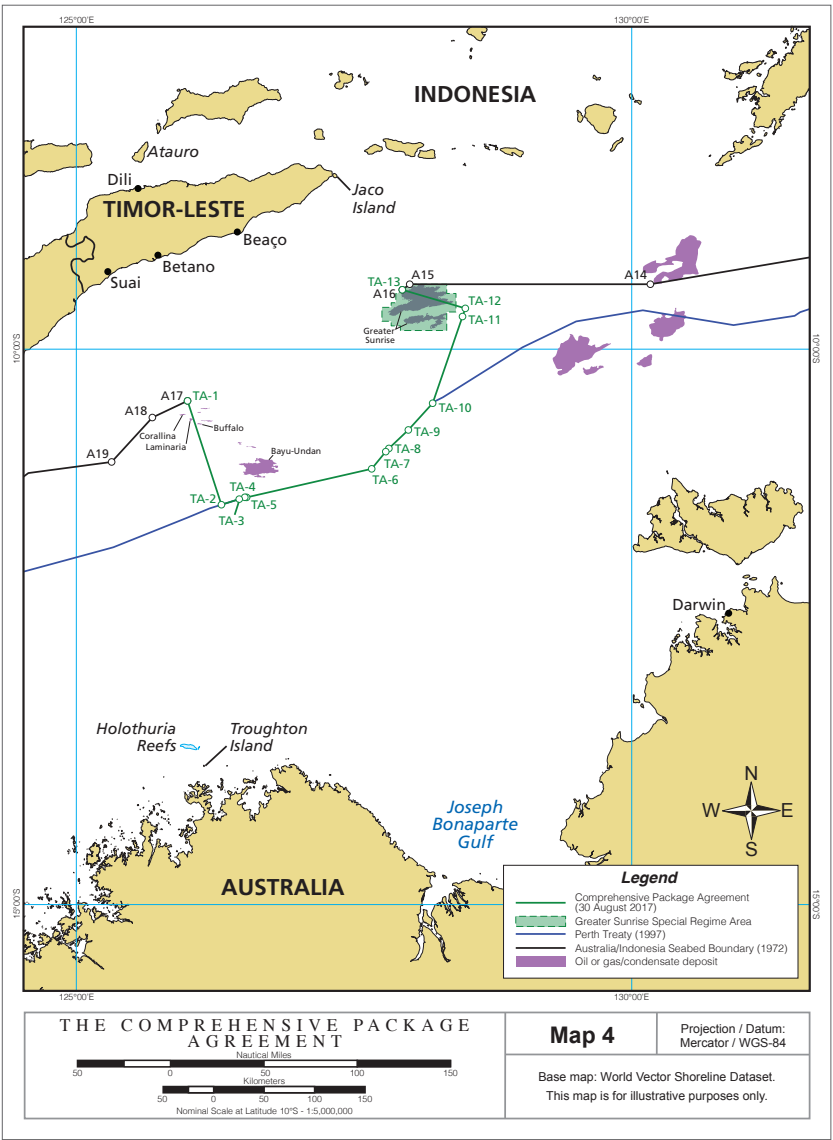 125°00'E
130°00'E
INDONESIA
Atauro
Dili
Jaco
Island
TIMOR-LESTE
Beaço
Betano
Suai
A15
A14
TA-13
A16
TA-12
TA-11
Greater
Sunrise
10°00'S
10°00'S
A17
TA-1
TA-10
A18
Corallina
Laminaria
Buffalo
TA-9
A19
Bayu-Undan
TA-8
TA-7
TA-6
TA-4
TA-2
TA-5
TA-3
Darwin
Holothuria
Reefs
Troughton
Island
N
W
E
S
Joseph
Bonaparte
Gulf
AUSTRALIA
15°00'S
15°00'S
Legend
Comprehensive Package Agreement
(30 August 2017)
Greater Sunrise Special Regime Area
Perth Treaty (1997)
Australia/Indonesia Seabed Boundary (1972)
Oil or gas/condensate deposit
125°00'E
130°00'E
THE COMPREHENSIVE PACKAGE
AGREEMENT
Nautical Miles
50 0 50 100 150
Kilometers
50 0 50 100 150
Nominal Scale at Latitude 10°S - 1:5,000,000
Map 4
Projection / Datum:
Mercator / WGS-84
Base map: World Vector Shoreline Dataset.
This map is for illustrative purposes only.